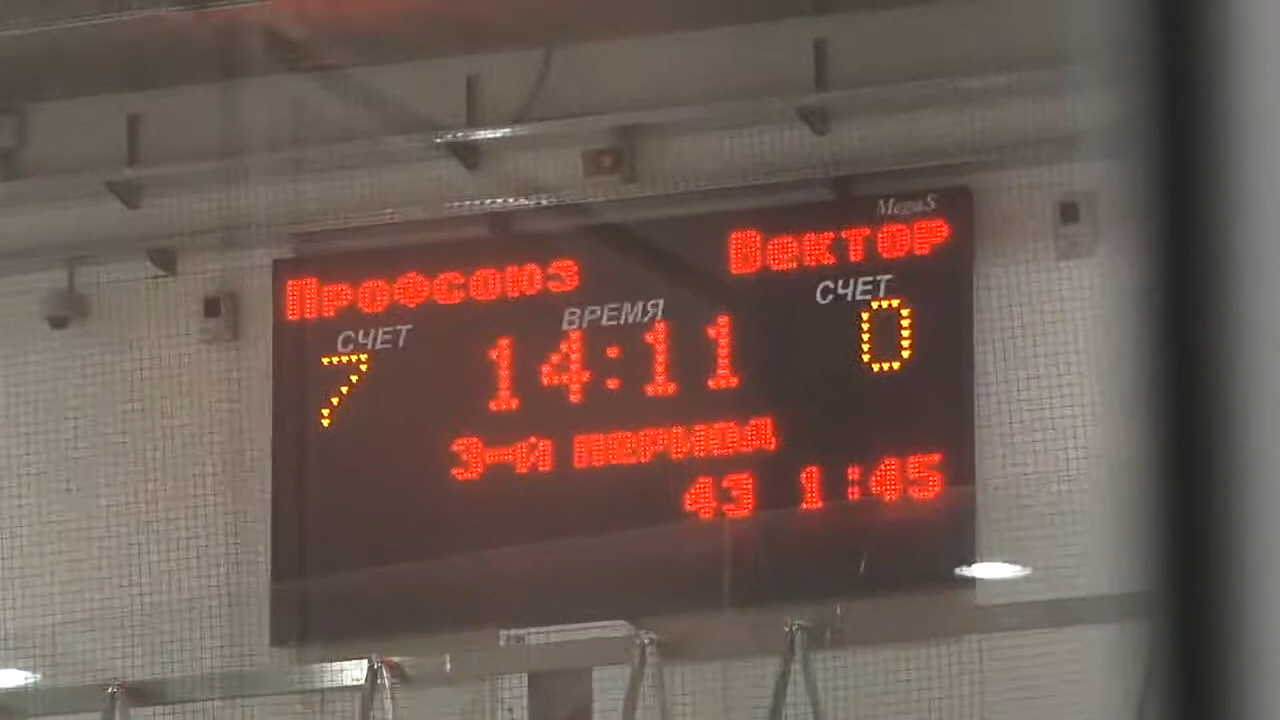 MegaS
Профсоюз Вектор
СЧЕТ ВРЕМЯ СЧЕТ
7 14:11 0
3-й период
43 1:45